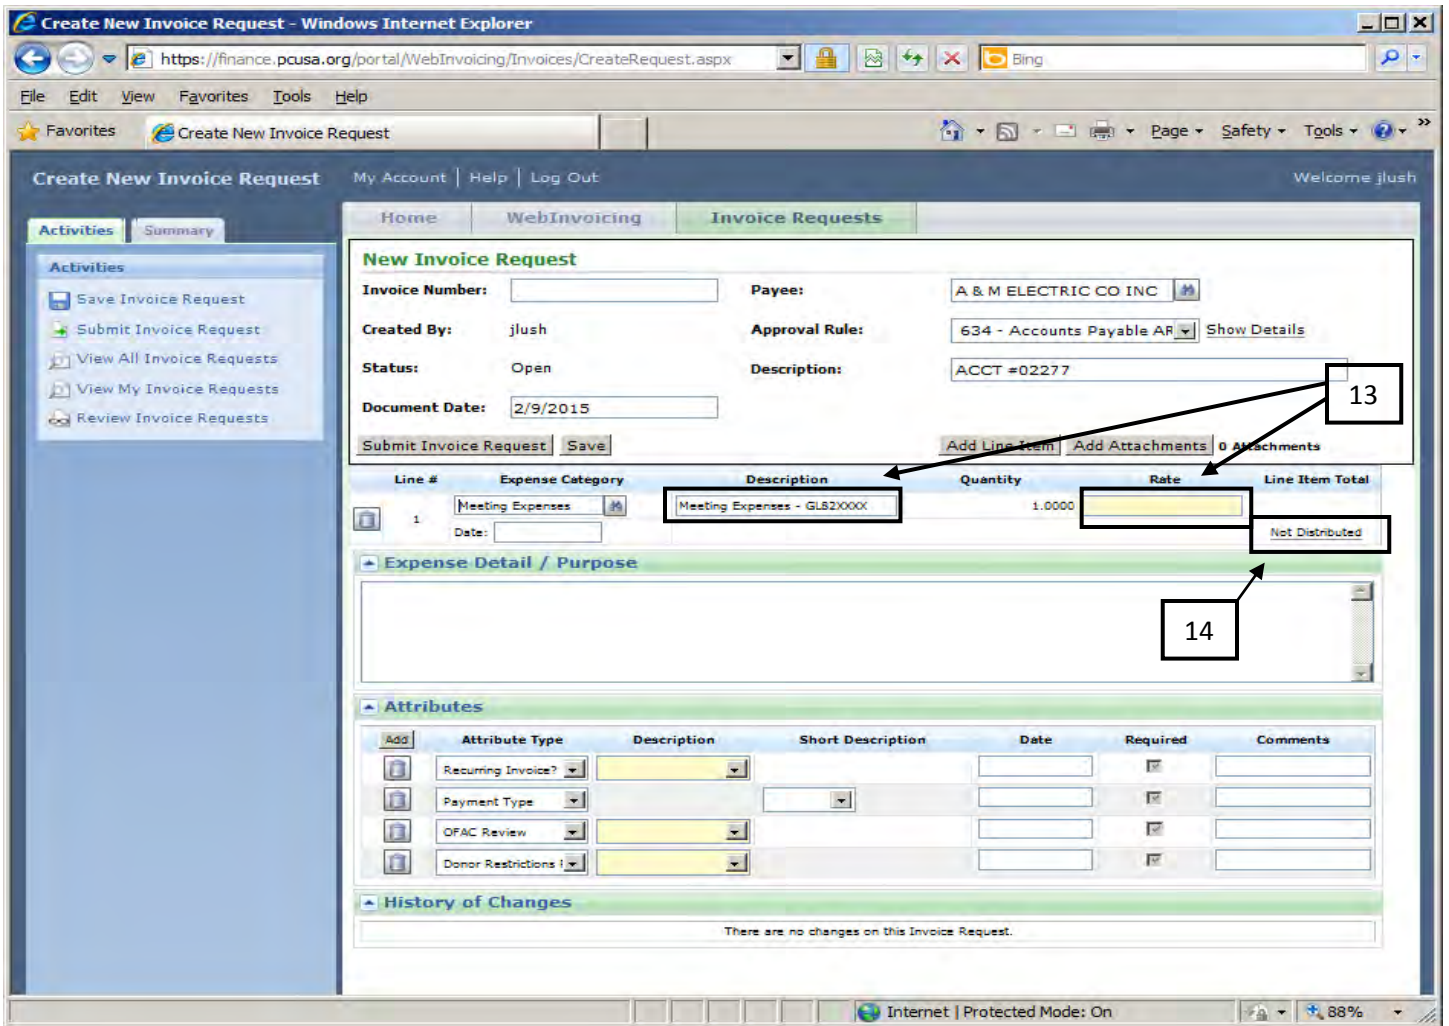 Create New Invoice Request - Windows Internet Explorer
https://finance.pcusa.org/portal/WebInvoicing/Invoices/CreateRequest.aspx
Bing
File Edit View Favorites Tools Help
Favorites Create New Invoice Request Page Safety Tools »
Create New Invoice Request My Account | Help | Log Out Welcome jlush
Home WebInvoicing Invoice Requests
Activities Summary
Activities
Save Invoice Request
Submit Invoice Request
View All Invoice Requests
View My Invoice Requests
Review Invoice Requests
New Invoice Request
Invoice Number: Payee: A & M ELECTRIC CO INC
Created By: jlush Approval Rule: 634 - Accounts Payable AR Show Details
Status: Open Description: ACCT #02277
13
Document Date: 2/9/2015
Submit Invoice Request Save Add Line Item Add Attachments 0 Attachments
Line # Expense Category Description Quantity Rate Line Item Total
1 Meeting Expenses Meeting Expenses - GL82XXXX 1.0000
Date: Not Distributed
Expense Detail / Purpose
14
Attributes
Add Attribute Type Description Short Description Date Required Comments
Recurring Invoice?
Payment Type
OFAC Review
Donor Restrictions
History of Changes
There are no changes on this Invoice Request.
Internet | Protected Mode: On 88%